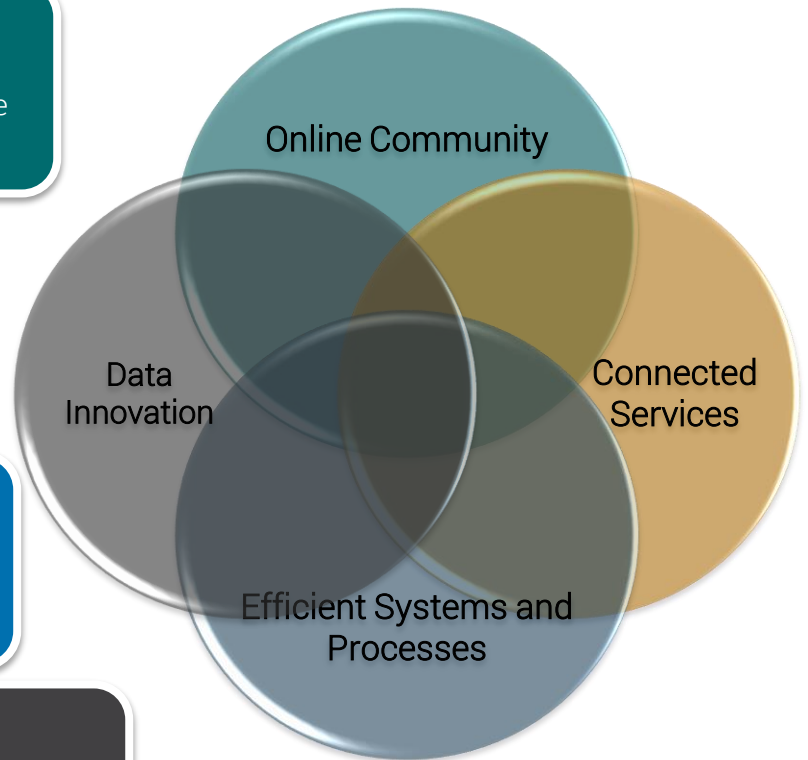 Online Community
Data
Innovation
Connected
Services
Efficient Systems and
Processes